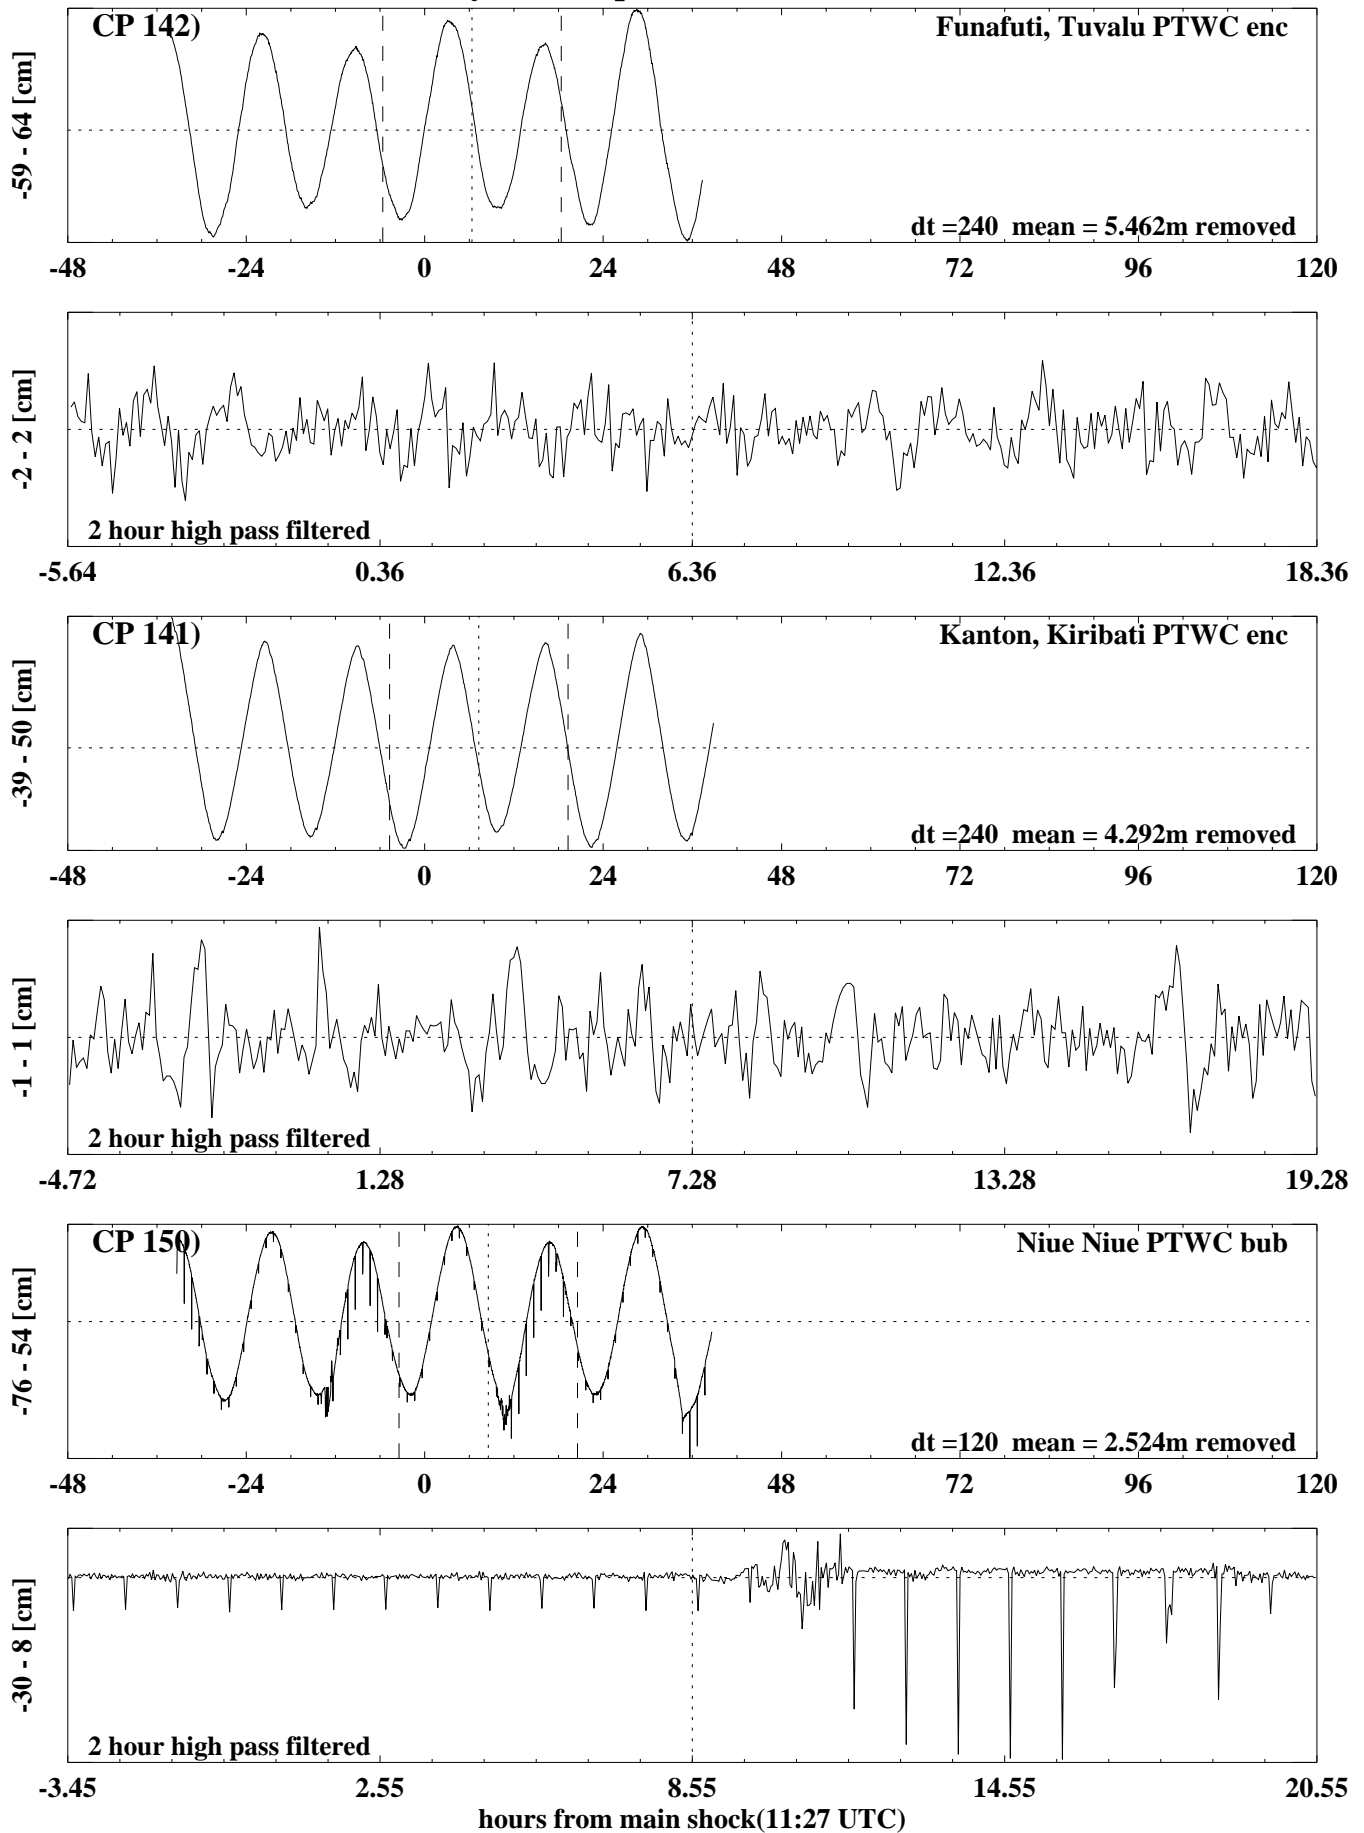 CP 142) Funafuti, Tuvalu PTWC enc
-59 - 64 [cm]
dt =240 mean = 5.462m removed
-48 -24 0 24 48 72 96 120
-2 - 2 [cm]
2 hour high pass filtered
-5.64 0.36 6.36 12.36 18.36
CP 141) Kanton, Kiribati PTWC enc
-39 - 50 [cm]
dt =240 mean = 4.292m removed
-48 -24 0 24 48 72 96 120
-1 - 1 [cm]
2 hour high pass filtered
-4.72 1.28 7.28 13.28 19.28
CP 150) Niue Niue PTWC bub
-76 - 54 [cm]
dt =120 mean = 2.524m removed
-48 -24 0 24 48 72 96 120
-30 - 8 [cm]
2 hour high pass filtered
-3.45 2.55 8.55 14.55 20.55
hours from main shock(11:27 UTC)